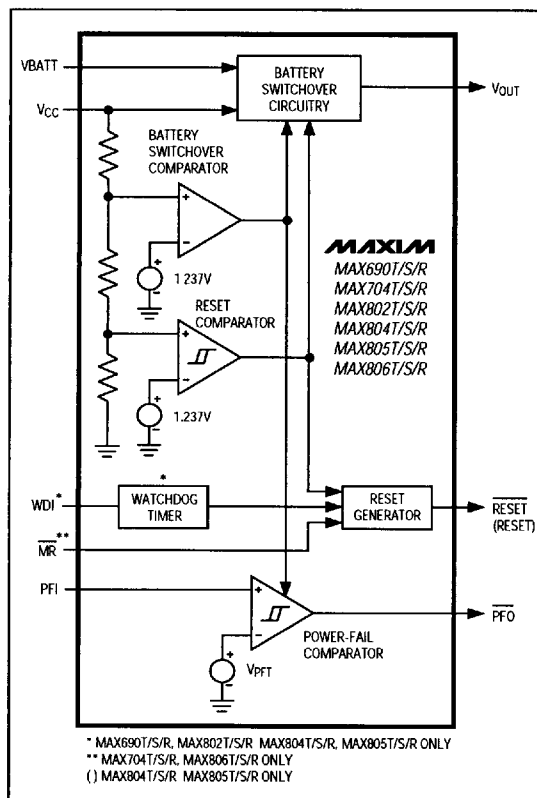 VBATT
BATTERY
SWITCHOVER
CIRCUITRY
VOUT
VCC
BATTERY
SWITCHOVER
COMPARATOR
+
−
+
−
1.237V
MAXIM
MAX690T/S/R
MAX704T/S/R
MAX802T/S/R
MAX804T/S/R
MAX805T/S/R
MAX806T/S/R
RESET
COMPARATOR
+
−
+
−
1.237V
*
WDI*
WATCHDOG
TIMER
RESET
GENERATOR
RESET
(RESET)
MR**
PFI
+
−
PFO
POWER-FAIL
COMPARATOR
+
−
VPFT
* MAX690T/S/R, MAX802T/S/R MAX804T/S/R, MAX805T/S/R ONLY
** MAX704T/S/R, MAX806T/S/R ONLY
( ) MAX804T/S/R MAX805T/S/R ONLY